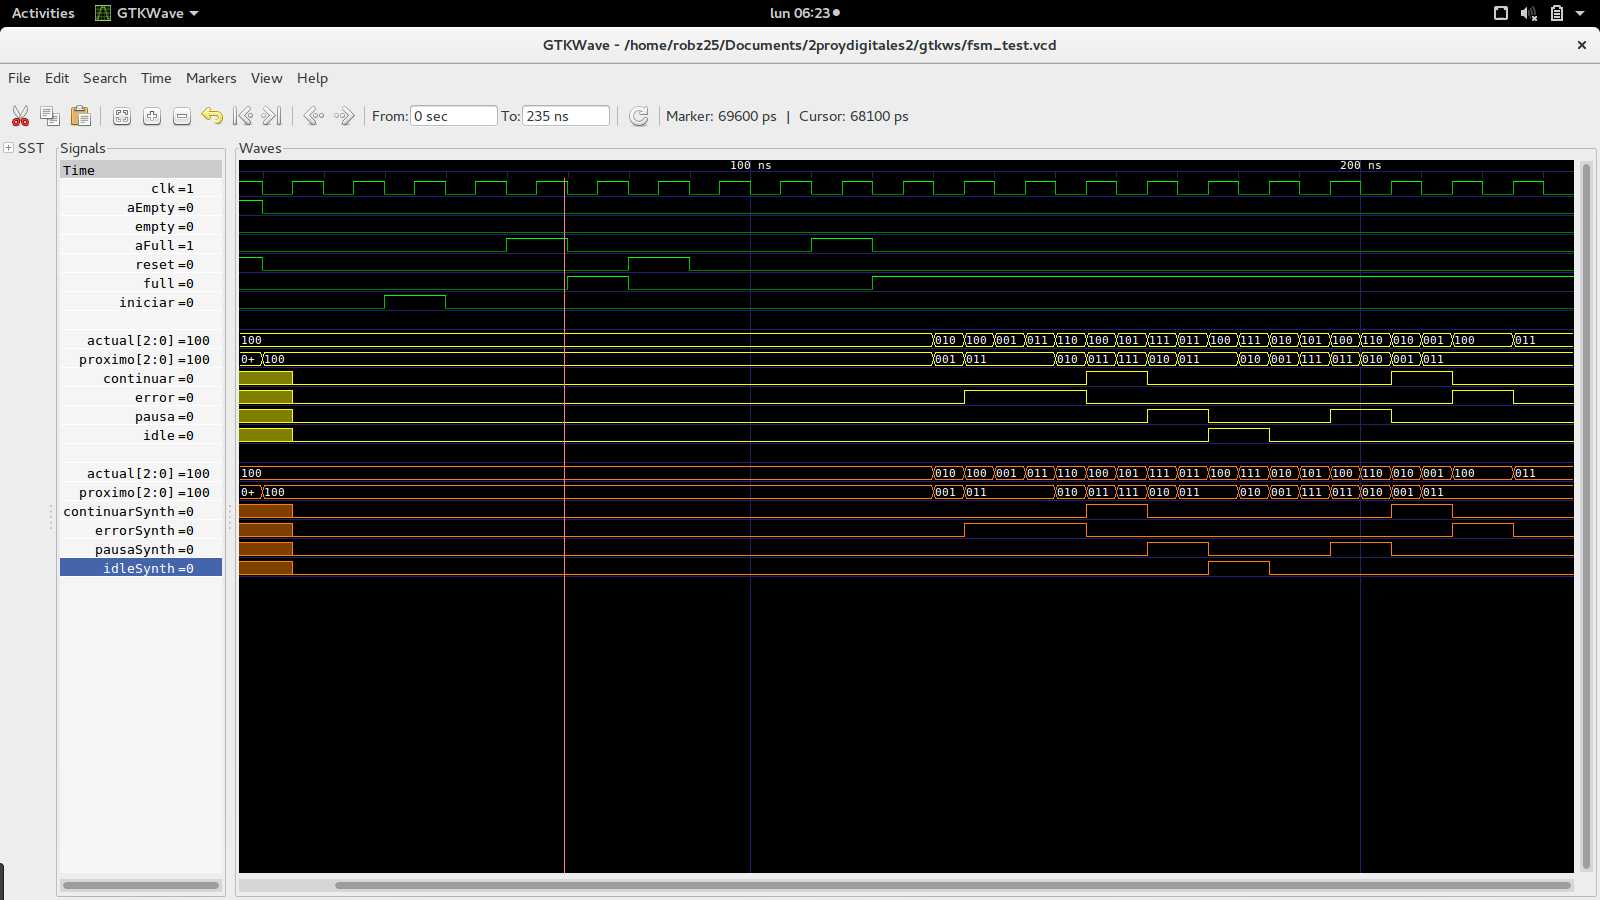 Activities GTKWave lun 06:23
GTKWave - /home/robz25/Documents/2proydigitales2/gtkws/fsm_test.vcd
File Edit Search Time Markers View Help
From: 0 sec To: 235 ns Marker: 69600 ps | Cursor: 68100 ps
SST Signals Waves
Time 100 ns 200 ns
clk=1
aEmpty=0
empty=0
aFull=1
reset=0
full=0
iniciar=0
actual[2:0]=100 100 010 100 001 011 110 100 101 111 011 100 111 010 101 100 110 010 001 100 011
proximo[2:0]=100 0+ 100 001 011 010 011 111 010 011 010 001 111 011 010 001 011
continuar=0
error=0
pausa=0
idle=0
actual[2:0]=100 100 010 100 001 011 110 100 101 111 011 100 111 010 101 100 110 010 001 100 011
proximo[2:0]=100 0+ 100 001 011 010 011 111 010 011 010 001 111 011 010 001 011
continuarSynth=0
errorSynth=0
pausaSynth=0
idleSynth=0